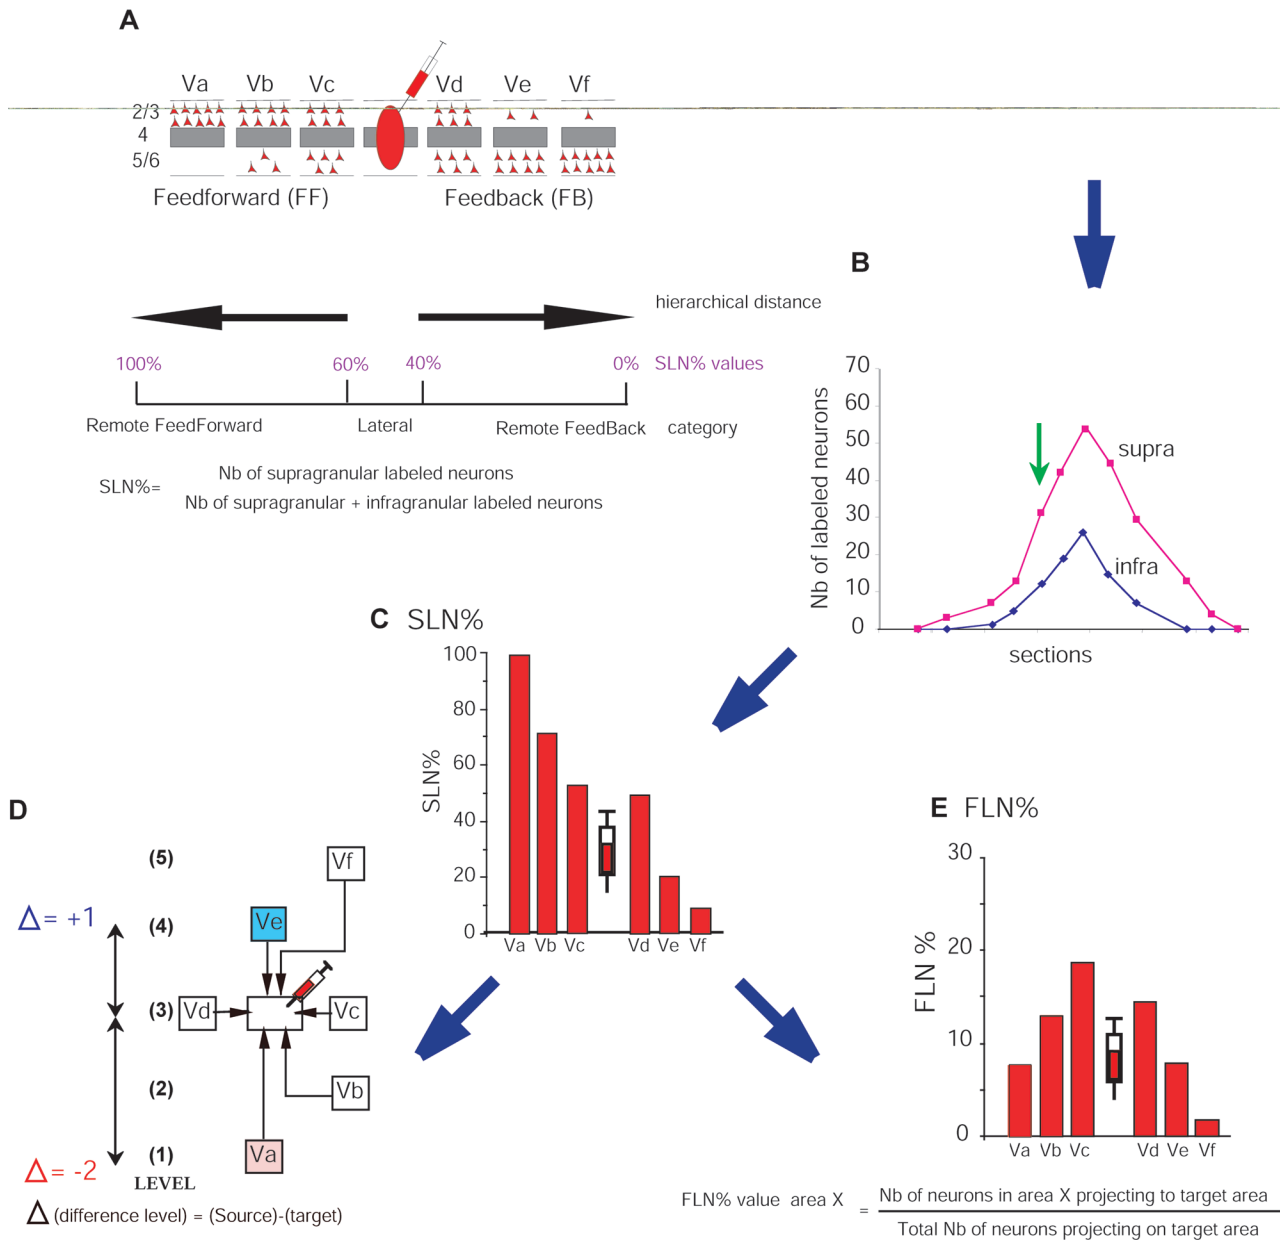 A
Va Vb Vc Vd Ve Vf
2/3
4
5/6
Feedforward (FF) Feedback (FB)
hierarchical distance
100% 60% 40% 0% SLN% values
Remote FeedForward Lateral Remote FeedBack category
SLN%=
Nb of supragranular labeled neurons
Nb of supragranular + infragranular labeled neurons
B
Nb of labeled neurons
70
60
50
40
30
20
10
0
supra
infra
sections
C SLN%
SLN%
100
80
60
40
20
0
Va Vb Vc Vd Ve Vf
D
(5) Vf
Δ= +1 (4) Ve
(3) Vd Vc
(2) Vb
(1) Va
Δ= -2
LEVEL
Δ (difference level) = (Source)-(target)
E FLN%
FLN %
30
20
10
0
Va Vb Vc Vd Ve Vf
FLN% value area X =
Nb of neurons in area X projecting to target area
Total Nb of neurons projecting on target area